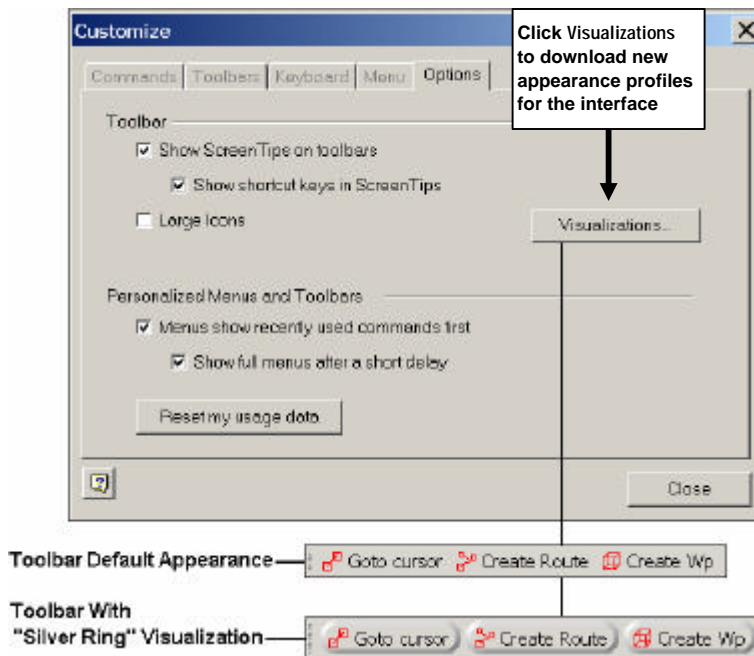 Customize
Click Visualizations
to download new
appearance profiles
for the interface
Commands Toolbars Keyboard Menu Options
Toolbar
Show ScreenTips on toolbars
Show shortcut keys in ScreenTips
Large Icons
Visualizations...
Personalized Menus and Toolbars
Menus show recently used commands first
Show full menus after a short delay
Reset my usage data
Close
Toolbar Default Appearance
Goto cursor Create Route Create Wp
Toolbar With
"Silver Ring" Visualization
Goto cursor Create Route Create Wp